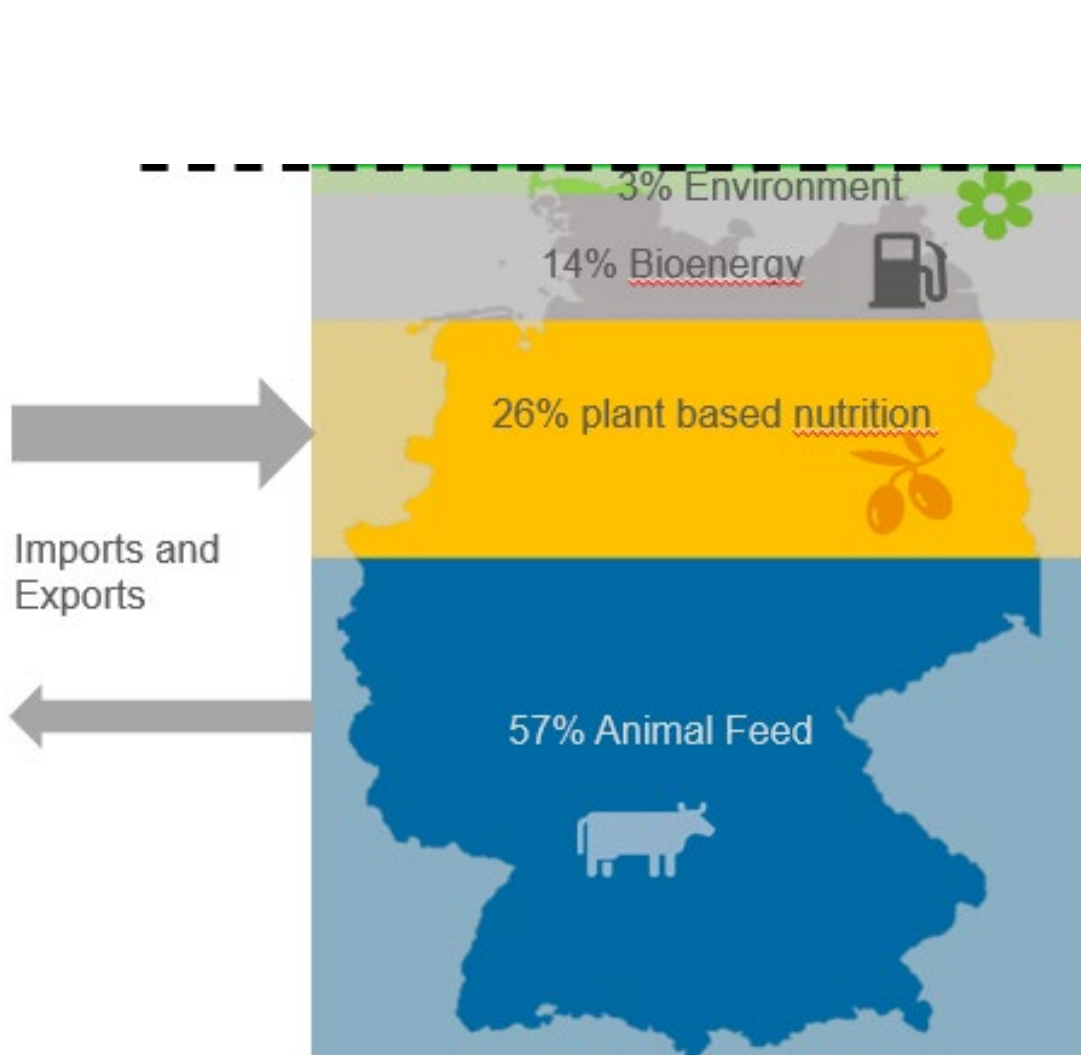 3% Environment
14% Bioenergy
26% plant based nutrition
Imports and
Exports
57% Animal Feed